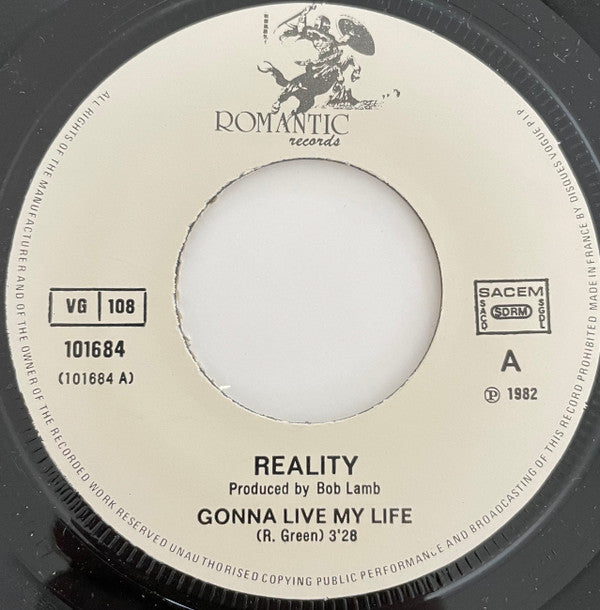 ROMANTIC
records
ALL RIGHTS OF THE MANUFACTURER AND OF THE OWNER OF THE RECORDED WORK RESERVED UNAUTHORISED COPYING PUBLIC PERFORMANCE AND BROADCASTING OF THIS RECORD PROHIBITED MADE IN FRANCE BY DISQUES VOGUE P.I.P
VG 108
101684
(101684 A)
SACEM
SACD SDRM SGDL
A
Ⓟ 1982
REALITY
Produced by Bob Lamb
GONNA LIVE MY LIFE
(R. Green) 3'28